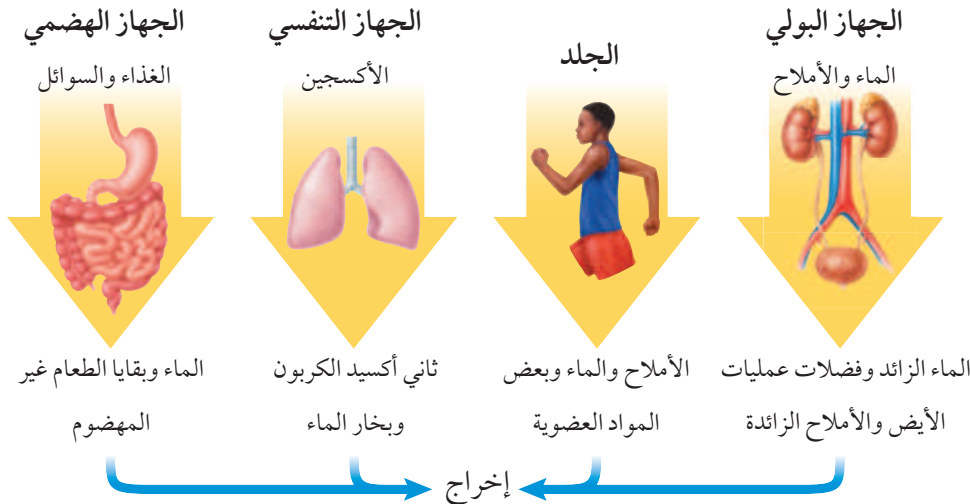 الجهاز البولي
الماء والأملاح
الماء الزائد وفضلات عمليات
الأيض والأملاح الزائدة
الجلد
الأملاح والماء وبعض
المواد العضوية
الجهاز التنفسي
الأكسجين
ثاني أكسيد الكربون
وبخار الماء
الجهاز الهضمي
الغذاء والسوائل
الماء وبقايا الطعام غير
المهضوم
إخراج